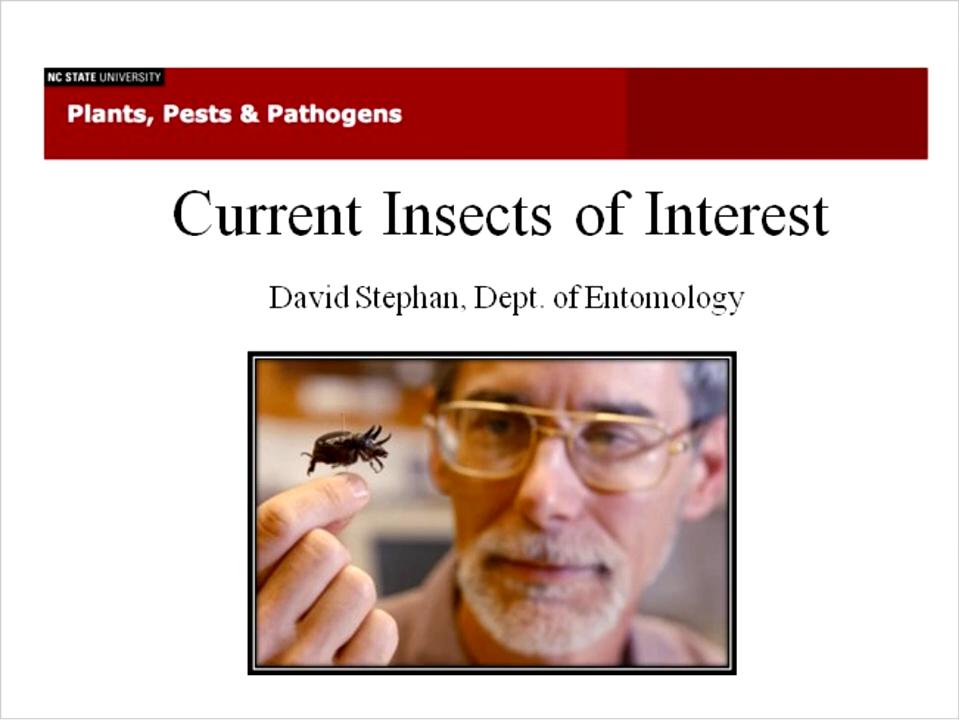 NC STATE UNIVERSITY
Plants, Pests & Pathogens
Current Insects of Interest
David Stephan, Dept. of Entomology